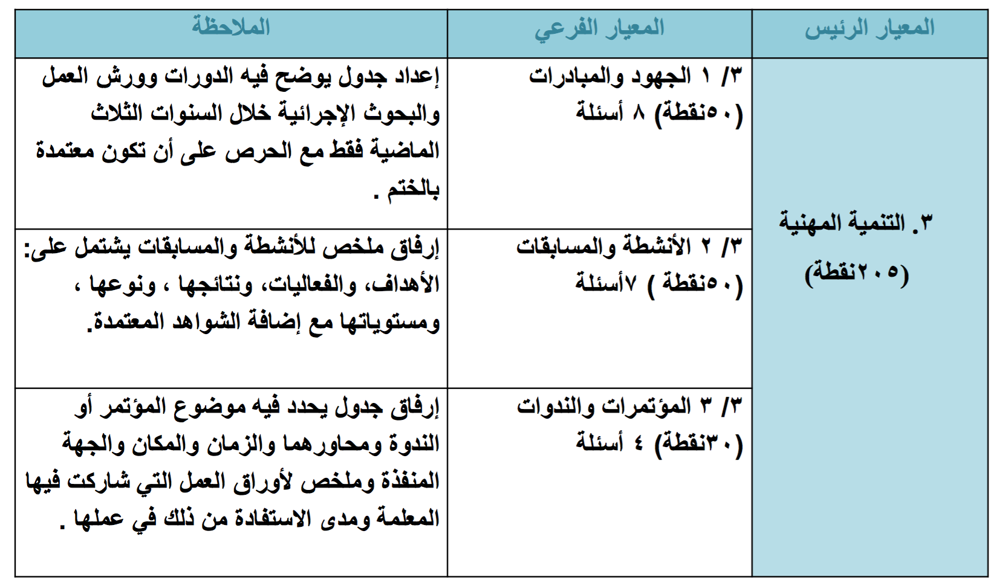 المعيار الرئيس
المعيار الفرعي
الملاحظة
٣. التنمية المهنية
(٢٠٥نقطة)
٣/ ١ الجهود والمبادرات
(٥٠نقطة) ٨ أسئلة
إعداد جدول يوضح فيه الدورات وورش العمل
والبحوث الإجرائية خلال السنوات الثلاث
الماضية فقط مع الحرص على أن تكون معتمدة
بالختم .
٣/ ٢ الأنشطة والمسابقات
(٥٠نقطة ) ٧أسئلة
إرفاق ملخص للأنشطة والمسابقات يشتمل على:
الأهداف، والفعاليات، ونتائجها ، ونوعها ،
ومستوياتها مع إضافة الشواهد المعتمدة.
٣/ ٣ المؤتمرات والندوات
(٣٠نقطة) ٤ أسئلة
إرفاق جدول يحدد فيه موضوع المؤتمر أو
الندوة ومحاورهما والزمان والمكان والجهة
المنفذة وملخص لأوراق العمل التي شاركت فيها
المعلمة ومدى الاستفادة من ذلك في عملها .